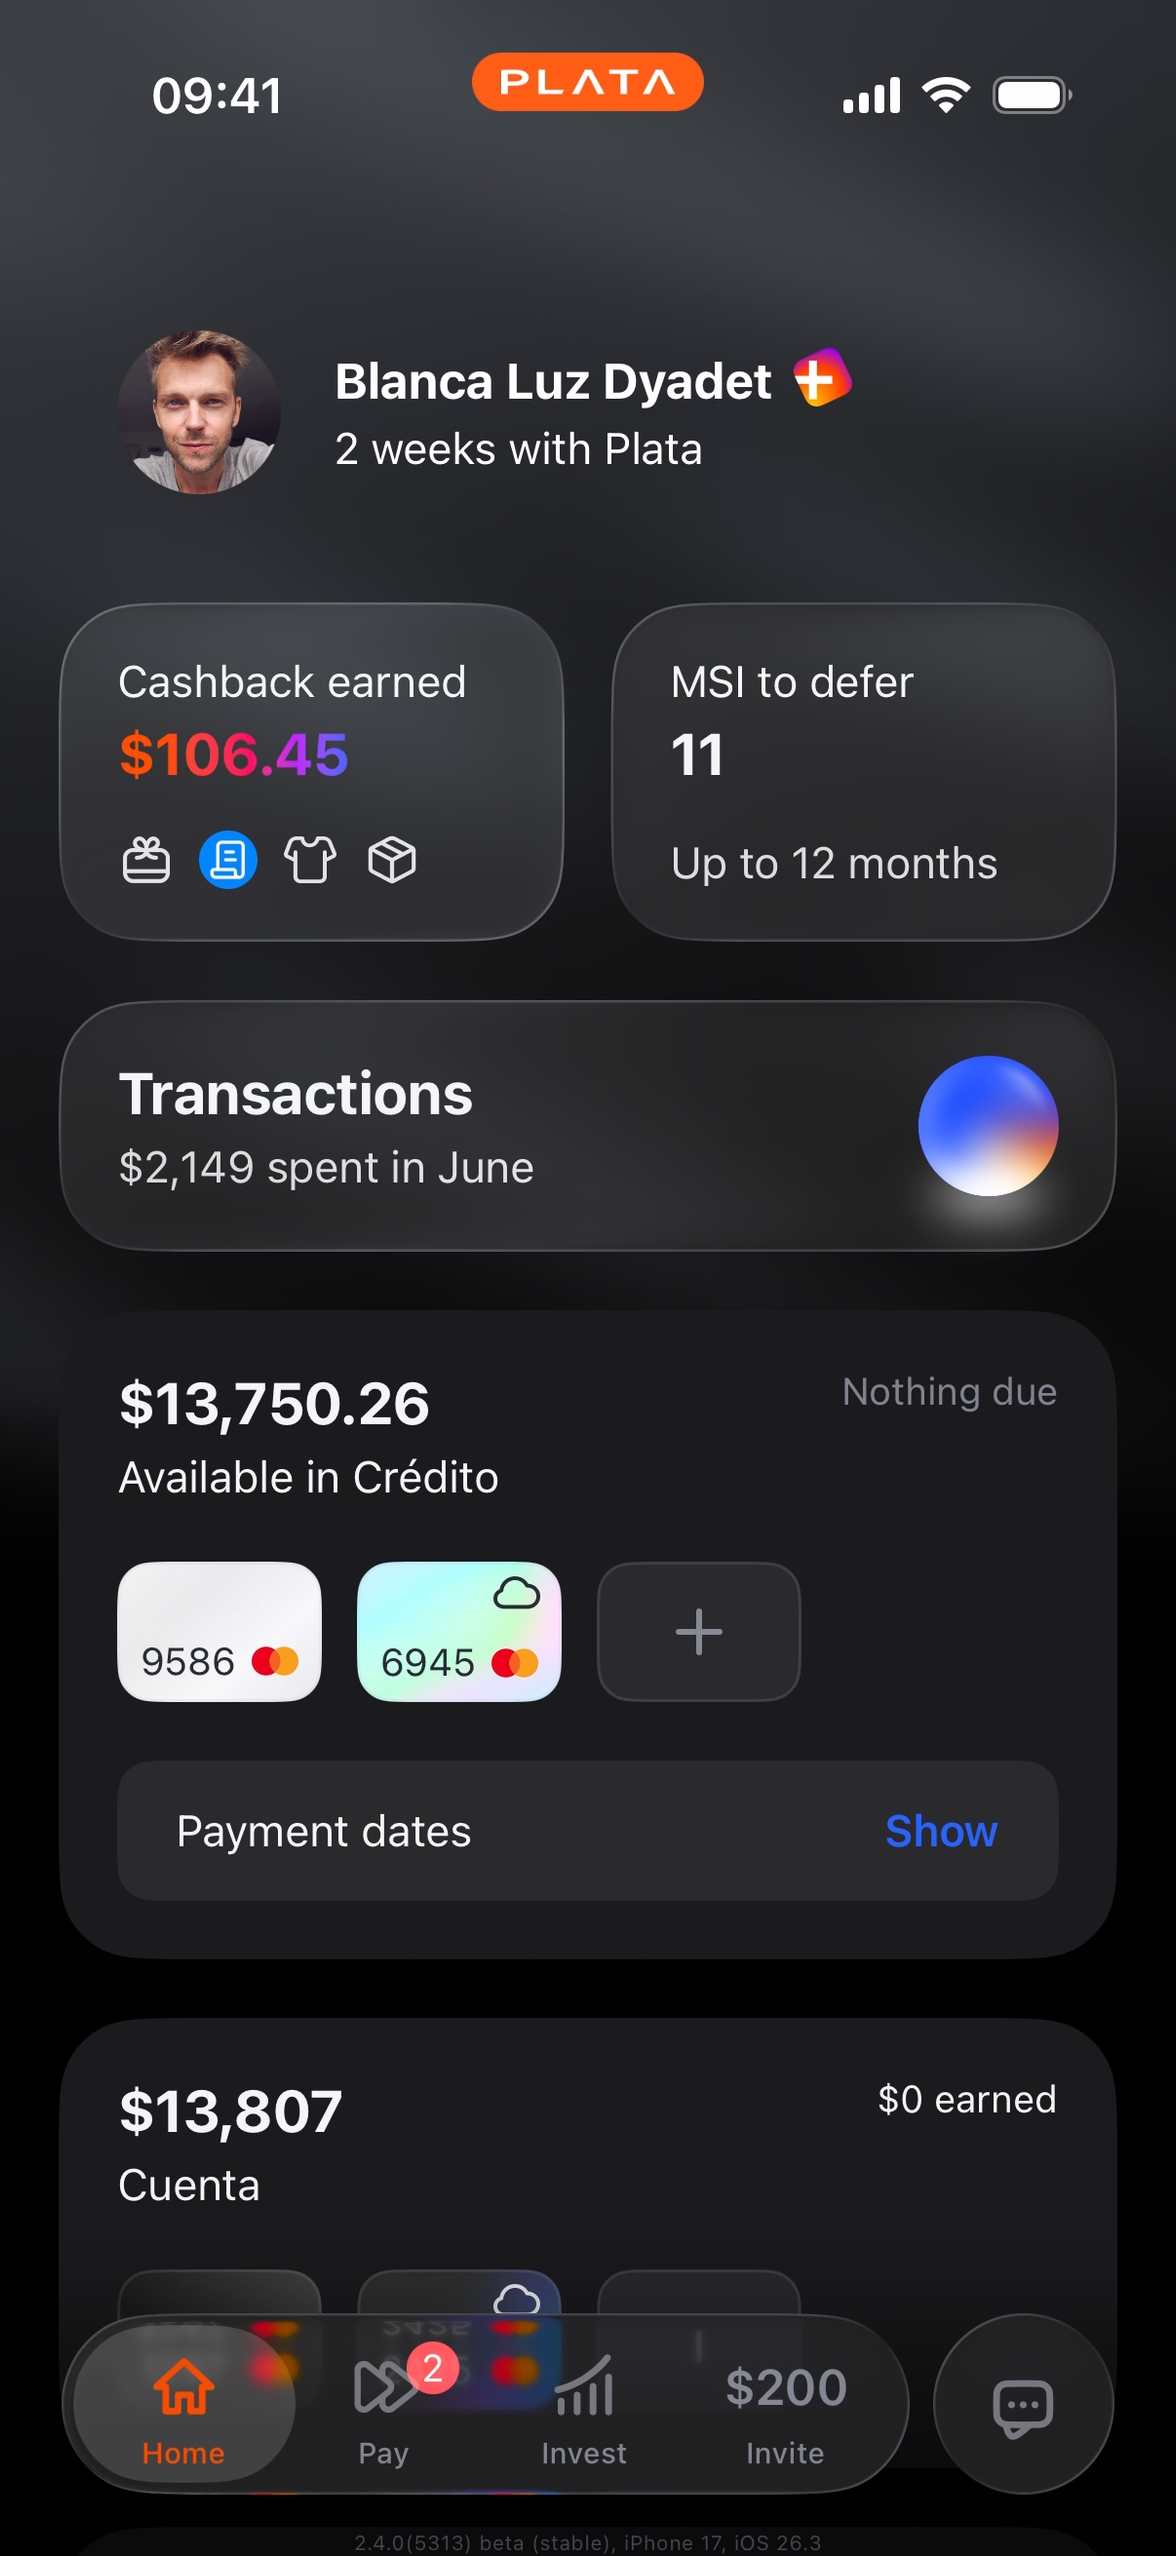 09:41
PLATA
Blanca Luz Dyadet
2 weeks with Plata
Cashback earned
$106.45
MSI to defer
11
Up to 12 months
Transactions
$2,149 spent in June
$13,750.26
Nothing due
Available in Crédito
9586
6945
Payment dates
Show
$13,807
$0 earned
Cuenta
2
$200
Home
Pay
Invest
Invite
2.4.0(5313) beta (stable), iPhone 17, iOS 26.3